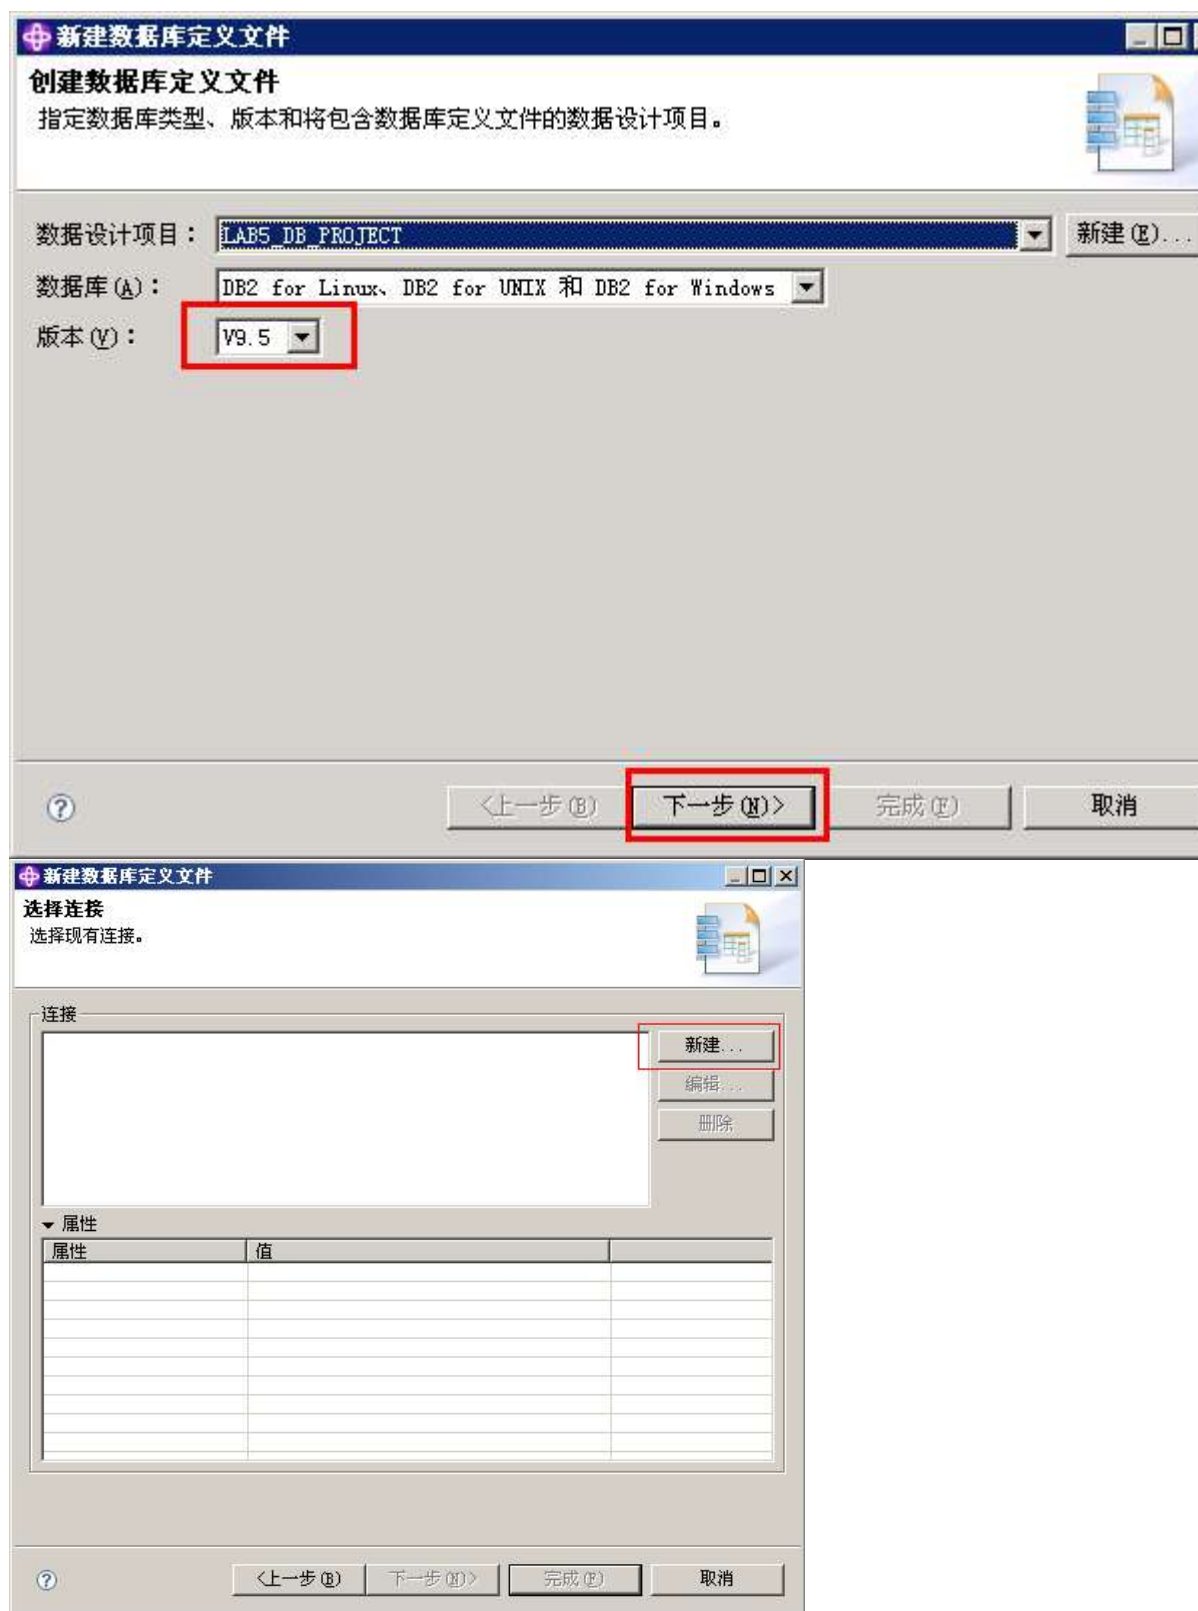 新建数据库定义文件
创建数据库定义文件
指定数据库类型、版本和将包含数据库定义文件的数据设计项目。
数据设计项目： LAB5_DB_PROJECT 新建(E)...
数据库(A)： DB2 for Linux、DB2 for UNIX 和 DB2 for Windows
版本(V)： V9.5
<上一步(B) 下一步(N)> 完成(F) 取消
新建数据库定义文件
选择连接
选择现有连接。
连接
新建...
编辑...
删除
属性
属性 值
<上一步(B) 下一步(N)> 完成(F) 取消